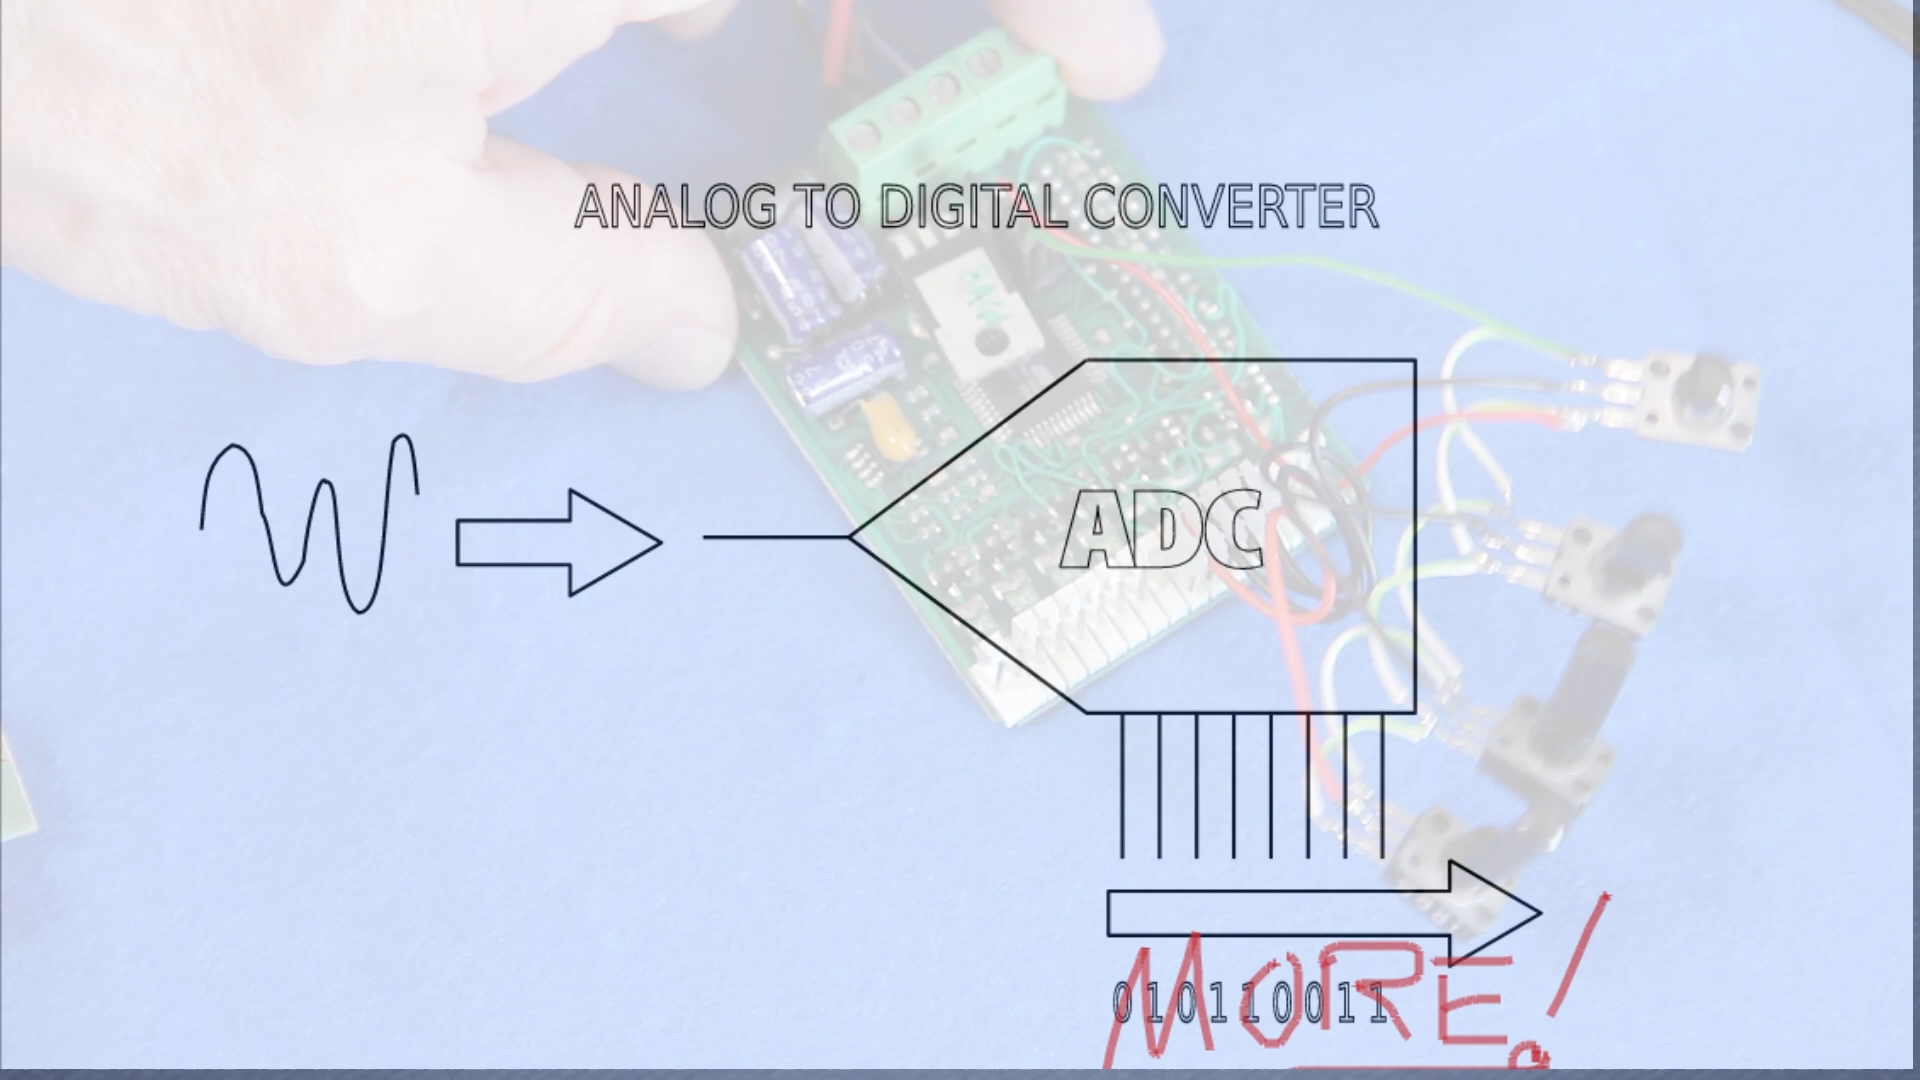 ANALOG TO DIGITAL CONVERTER
ADC
010110011
MORE!